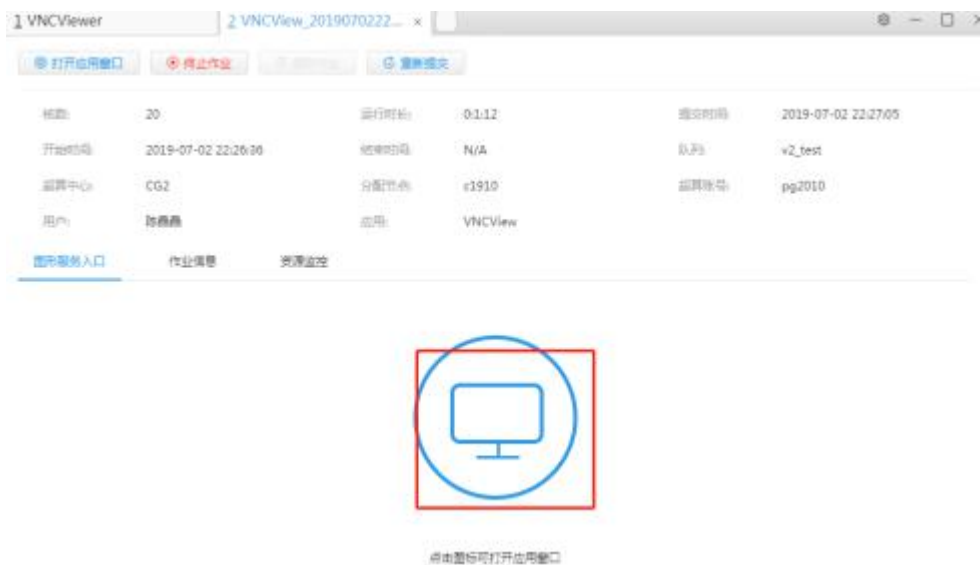 1 VNCViewer
2 VNCView_2019070222... ×
打开应用窗口 终止作业 重新提交
核数: 20 运行时长: 0:1:12 提交时间: 2019-07-02 22:27:05
开始时间: 2019-07-02 22:26:36 结束时间: N/A 队列: v2_test
超算中心: CG2 分配节点: c1910 超算账号: pg2010
用户: 应用: VNCView
图形服务入口 作业信息 资源监控
点击图标可打开应用窗口